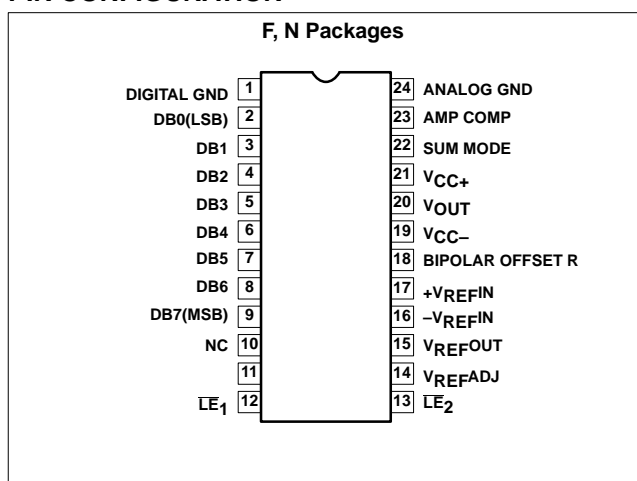 F, N Packages
DIGITAL GND 1 24 ANALOG GND
DB0(LSB) 2 23 AMP COMP
DB1 3 22 SUM MODE
DB2 4 21 VCC+
DB3 5 20 VOUT
DB4 6 19 VCC–
DB5 7 18 BIPOLAR OFFSET R
DB6 8 17 +VREFIN
DB7(MSB) 9 16 –VREFIN
NC 10 15 VREFOUT
11 14 VREFADJ
L̅E̅1 12 13 L̅E̅2